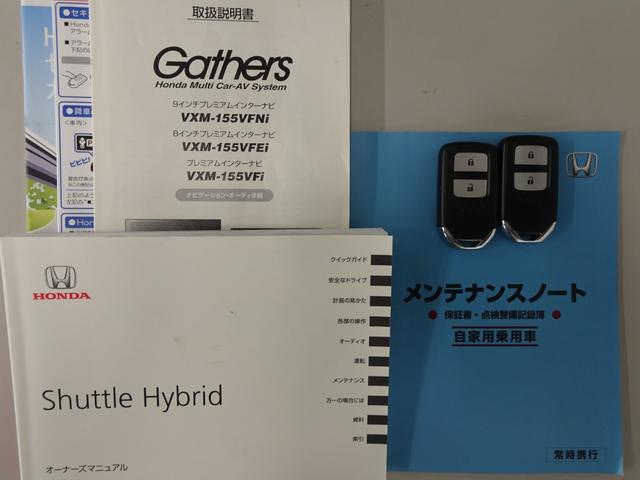 取扱説明書
Gathers
Honda Multi Car-AV System
9インチプレミアムインターナビ
VXM-155VFNi
8インチプレミアムインターナビ
VXM-155VFEi
プレミアムインターナビ
VXM-155VFi
ナビゲーション・オーディオ編
HONDA
Shuttle Hybrid
オーナーズマニュアル
クイックガイド
安全なドライブ
計器の見かた
各部の操作
オーディオ
運転
メンテナンス
万一の場合には
資料
索引
メンテナンスノート
● 保証書・点検整備記録簿 ●
自家用乗用車
常時携行